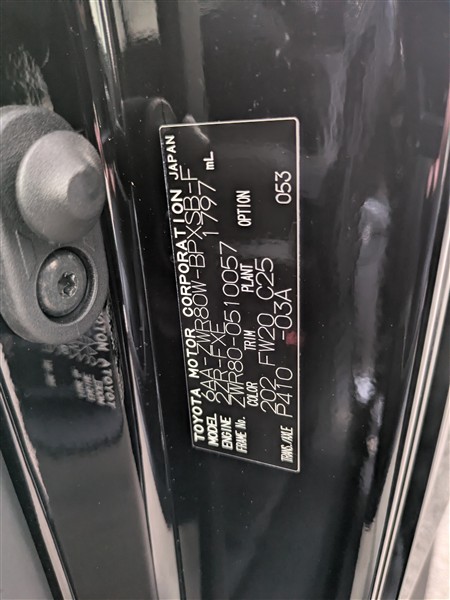 TOYOTA MOTOR CORPORATION JAPAN
MODEL 2AA-ZWR80W-BPXSB-F
ENGINE 2ZR-FXE 1797 mL
FRAME No. ZWR80-0510057
COLOR TRIM PLANT OPTION
202 FW20 C25 053
TRANS/AXLE P410 -03A